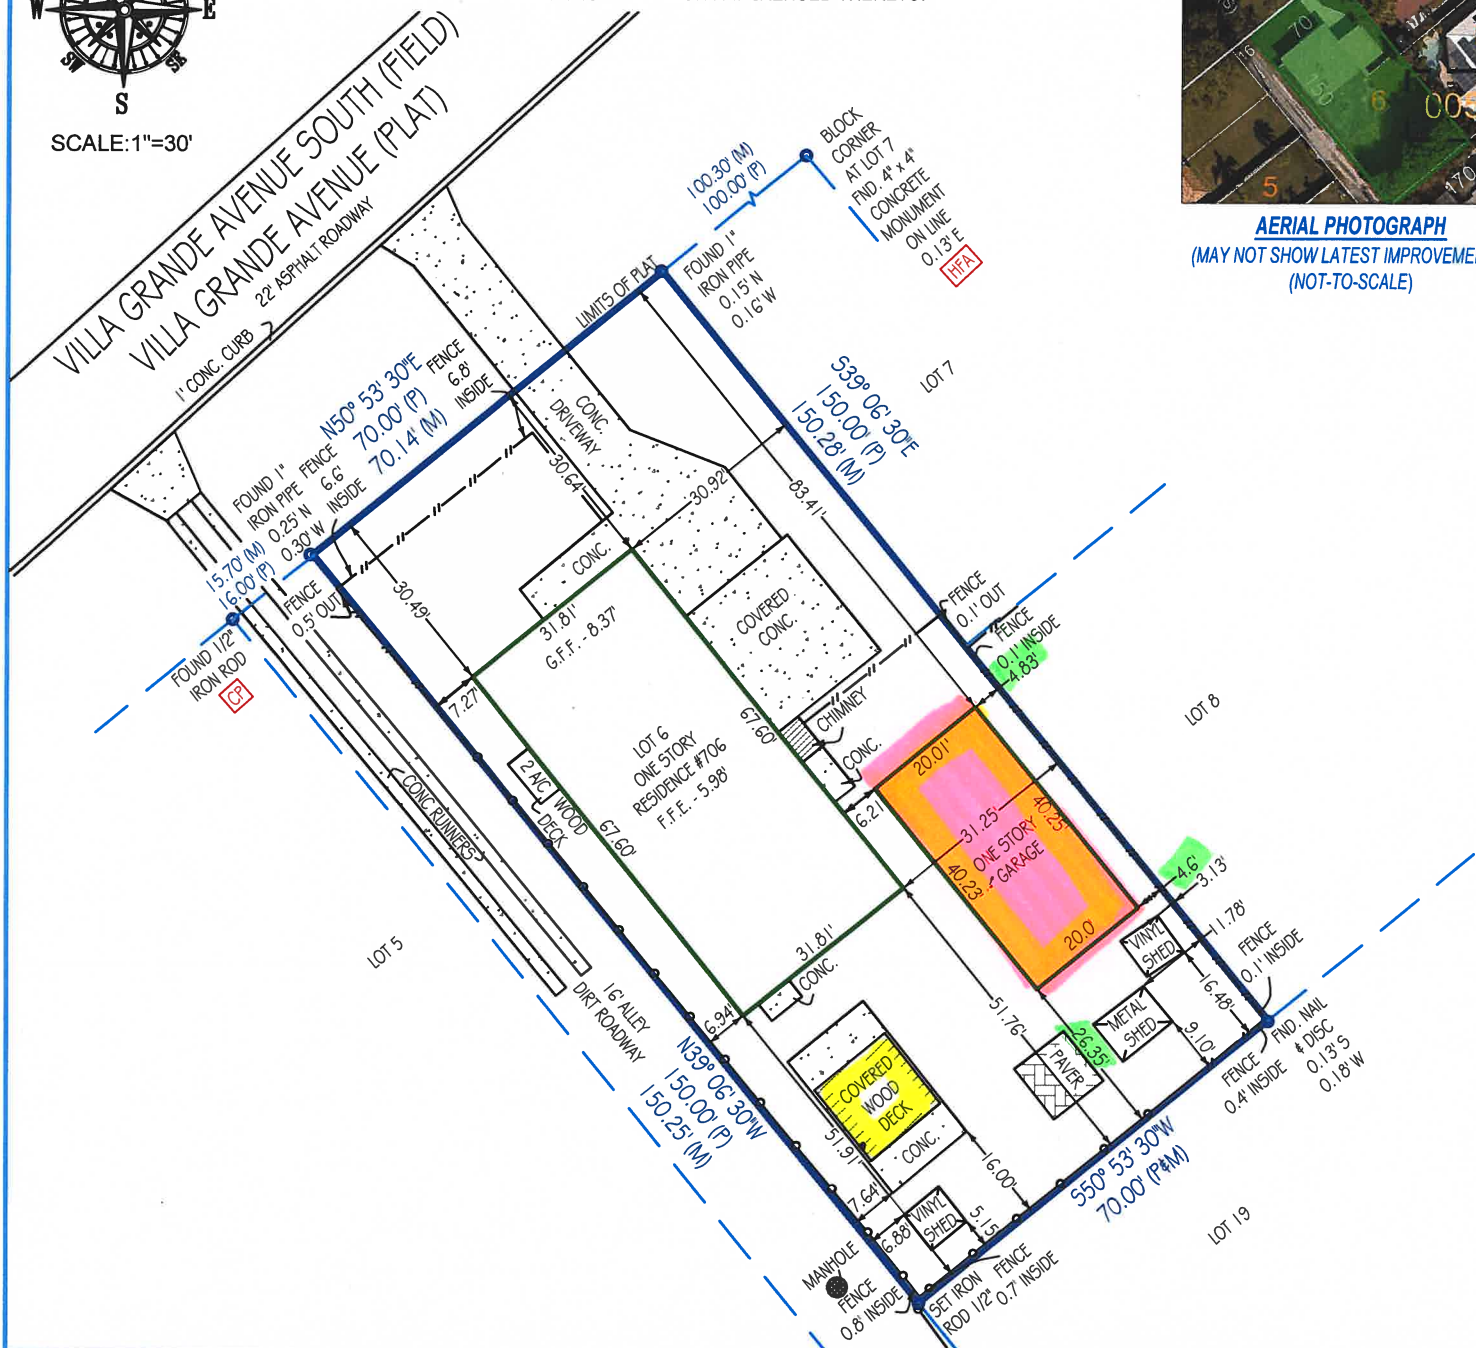 W
E
SW
SE
S
SCALE:1"=30'
VILLA GRANDE AVENUE SOUTH (FIELD)
VILLA GRANDE AVENUE (PLAT)
22' ASPHALT ROADWAY
1' CONC. CURB
70
16
150
6
005
5
170
AERIAL PHOTOGRAPH
(MAY NOT SHOW LATEST IMPROVEME
(NOT-TO-SCALE)
100.30' (M)
100.00' (P)
BLOCK
CORNER
AT LOT 7
FND. 4" x 4"
CONCRETE
MONUMENT
ON LINE
0.13' E
HFA
LIMITS OF PLAT
FOUND 1"
IRON PIPE
0.15' N
0.16' W
N50° 53' 30"E
70.00' (P)
70.14' (M)
FENCE
6.8'
INSIDE
S39° 06' 30"E
150.00' (P)
150.28' (M)
LOT 7
FOUND 1"
IRON PIPE
0.25' N
0.30' W
FENCE
6.6'
INSIDE
15.70' (M)
16.00' (P)
FENCE
0.5' OUT
FOUND 1/2"
IRON ROD
CP
CONC.
DRIVEWAY
30.64'
30.92'
83.41'
30.49'
CONC.
31.81'
G.F.F. - 8.37'
COVERED
CONC.
FENCE
0.1' OUT
FENCE
0.1' INSIDE
4.83'
7.27'
LOT 6
ONE STORY
RESIDENCE #706
F.F.E. - 5.98'
67.60'
CHIMNEY
CONC.
20.01'
LOT 8
2 A/C
WOOD
DECK
67.60'
6.21'
31.25'
40.25'
ONE STORY
GARAGE
40.23'
20.0'
4.6'
3.13'
CONC RUNNERS
LOT 5
31.81'
CONC.
VINYL
SHED
11.78'
FENCE
0.1' INSIDE
16' ALLEY
DIRT ROADWAY
6.94'
51.76'
METAL
SHED
16.48'
9.10'
26.35'
PAVER
FND. NAIL
& DISC
0.13' S
0.18' W
FENCE
0.4' INSIDE
N39° 06' 30"W
150.00' (P)
150.25' (M)
COVERED
WOOD
DECK
51.91'
CONC.
16.00'
S50° 53' 30"W
70.00' (P&M)
7.64'
VINYL
SHED
5.15'
6.88'
LOT 19
MANHOLE
FENCE
0.8' INSIDE
SET IRON
ROD 1/2"
FENCE
0.7' INSIDE